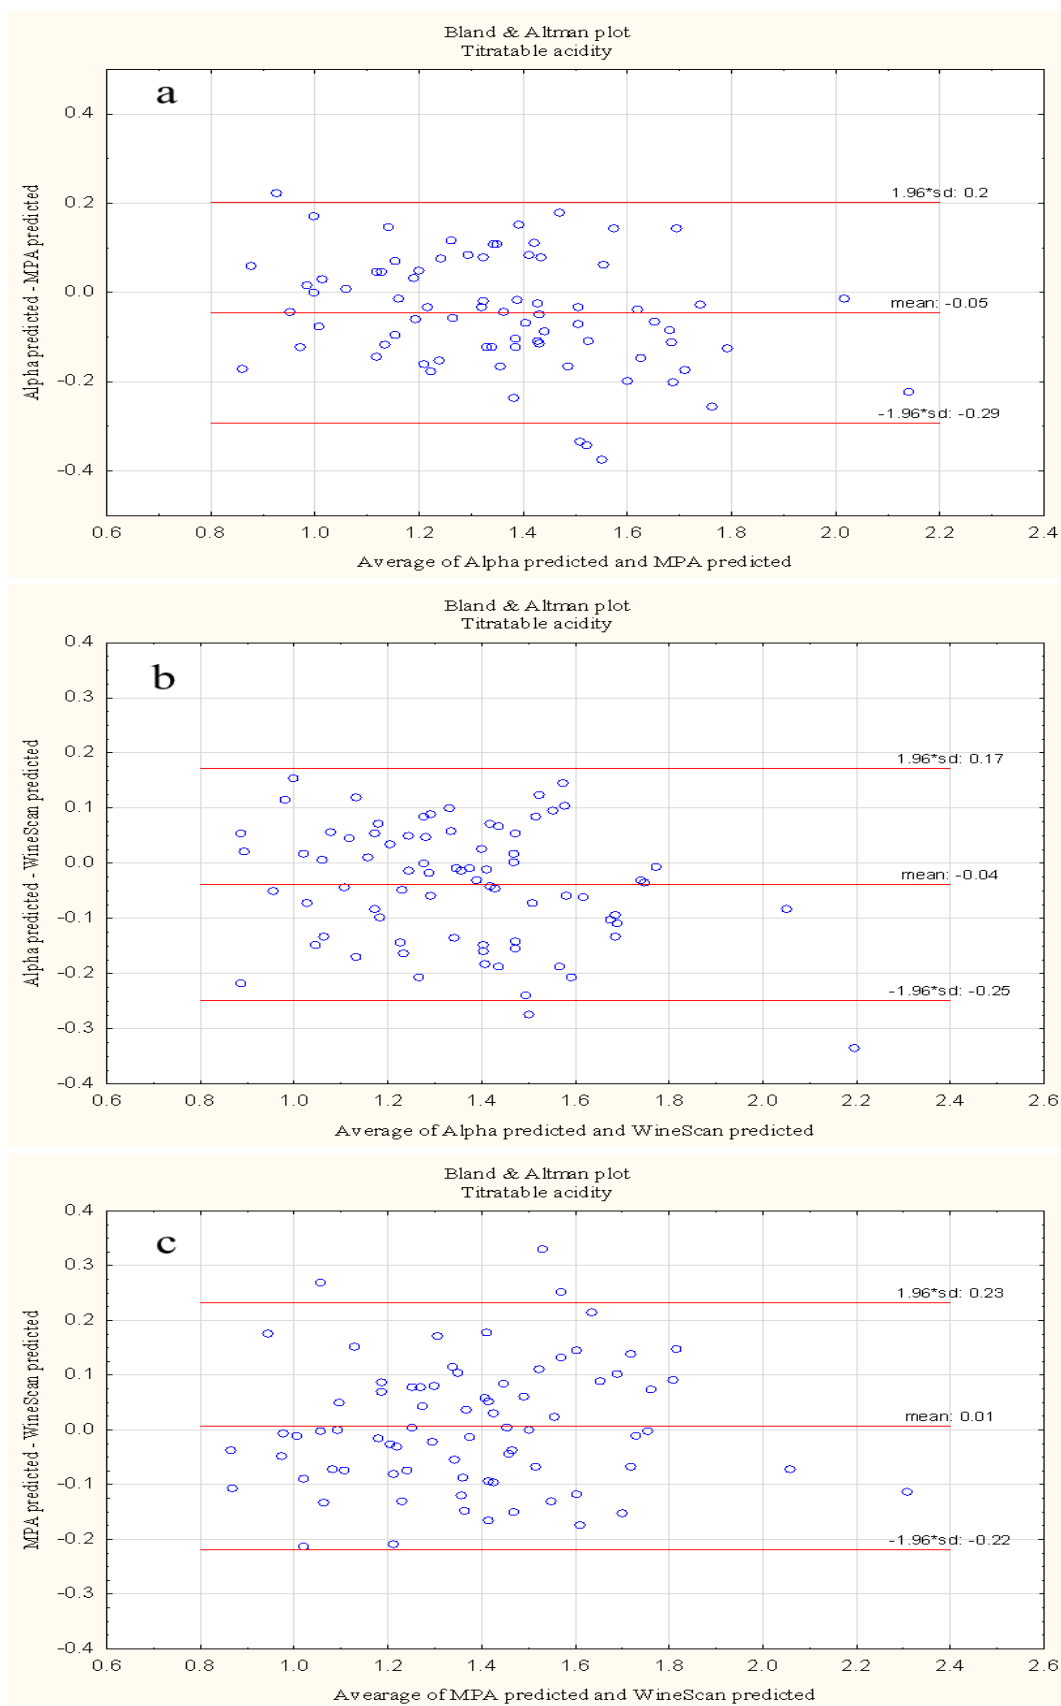 Bland & Altman plot
Titratable acidity
a
0.4
0.2
0.0
-0.2
-0.4
Alpha predicted - MPA predicted
1.96*sd: 0.2
mean: -0.05
-1.96*sd: -0.29
0.6 0.8 1.0 1.2 1.4 1.6 1.8 2.0 2.2 2.4
Average of Alpha predicted and MPA predicted
Bland & Altman plot
Titratable acidity
b
0.4
0.3
0.2
0.1
0.0
-0.1
-0.2
-0.3
-0.4
Alpha predicted - WineScan predicted
1.96*sd: 0.17
mean: -0.04
-1.96*sd: -0.25
0.6 0.8 1.0 1.2 1.4 1.6 1.8 2.0 2.2 2.4 2.6
Average of Alpha predicted and WineScan predicted
Bland & Altman plot
Titratable acidity
c
0.4
0.3
0.2
0.1
0.0
-0.1
-0.2
-0.3
-0.4
MPA predicted - WineScan predicted
1.96*sd: 0.23
mean: 0.01
-1.96*sd: -0.22
0.6 0.8 1.0 1.2 1.4 1.6 1.8 2.0 2.2 2.4 2.6
Avearage of MPA predicted and WineScan predicted